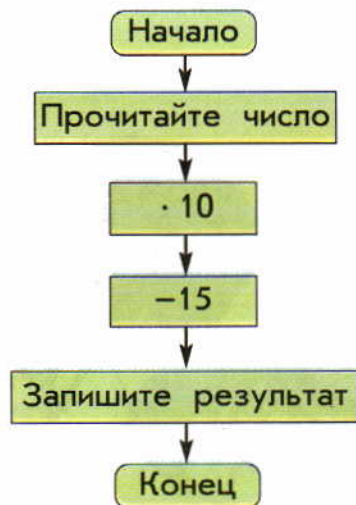 Начало
Прочитайте число
· 10
−15
Запишите результат
Конец